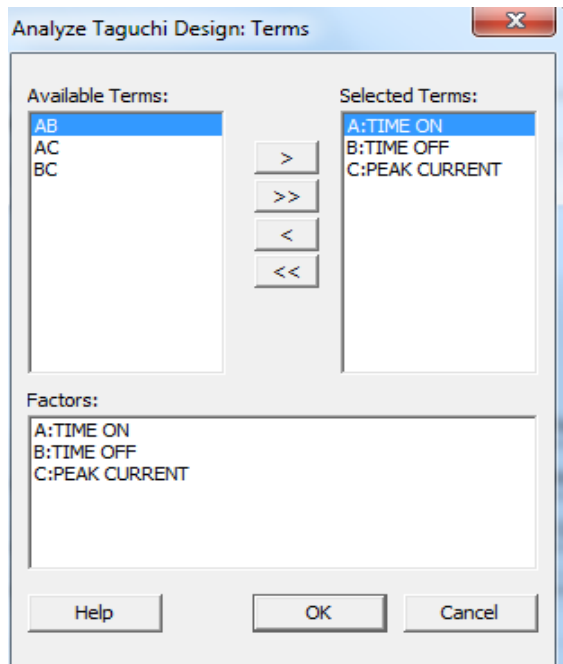 Analyze Taguchi Design: Terms
x
Available Terms:
AB
AC
BC
>
>>
<
<<
Selected Terms:
A:TIME ON
B:TIME OFF
C:PEAK CURRENT
Factors:
A:TIME ON
B:TIME OFF
C:PEAK CURRENT
Help
OK
Cancel